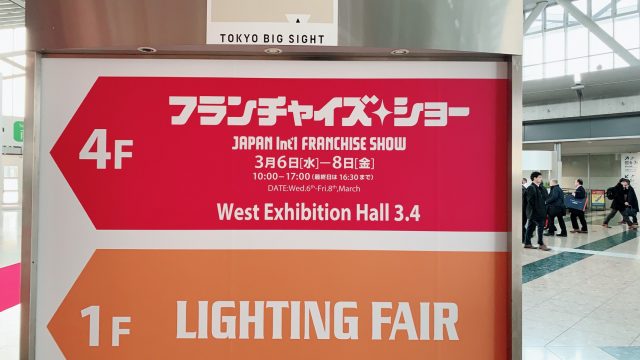 TOKYO BIG SIGHT
4F
フランチャイズ✦ショー
JAPAN Int'l FRANCHISE SHOW
3月6日[水]―8日[金]
10:00－17:00（最終日は16:30まで）
DATE:Wed.6th-Fri.8th,March
West Exhibition Hall 3.4
1F
LIGHTING FAIR